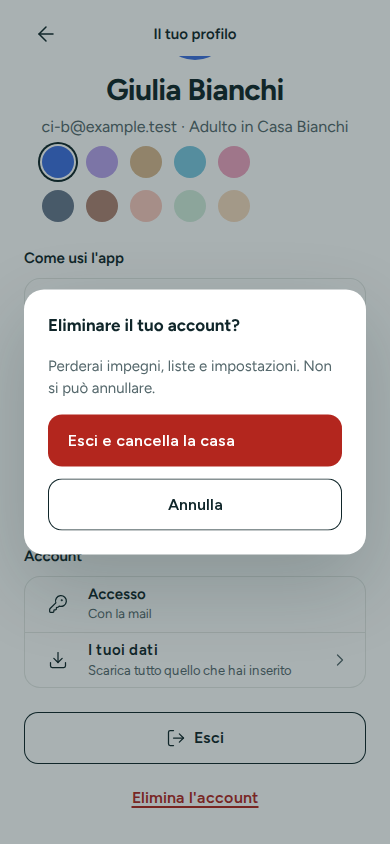 Il tuo profilo
Giulia Bianchi
ci-b@example.test · Adulto in Casa Bianchi
Come usi l'app
Eliminare il tuo account?
Perderai impegni, liste e impostazioni. Non
si può annullare.
Esci e cancella la casa
Annulla
Account
Accesso
Con la mail
I tuoi dati
Scarica tutto quello che hai inserito
Esci
Elimina l'account